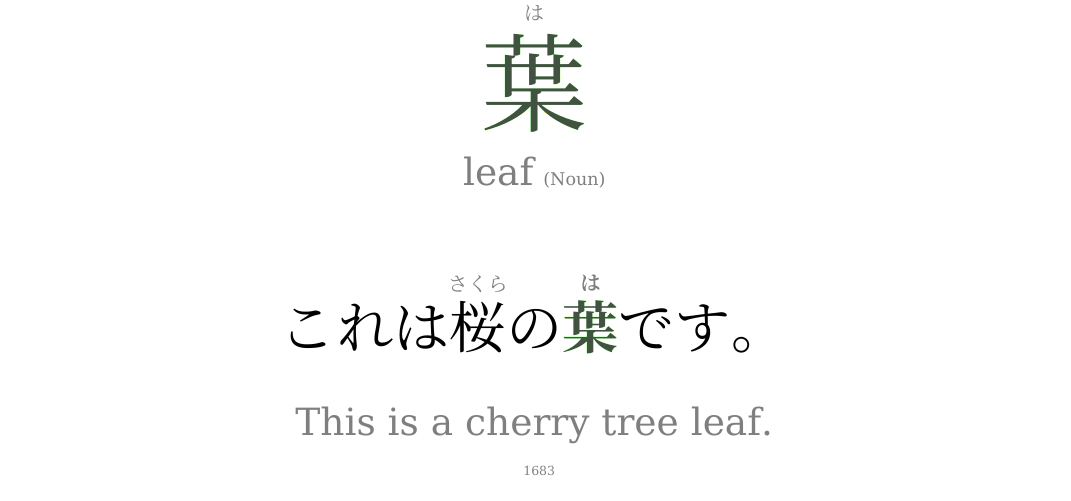 は
葉
leaf (Noun)
さくら は
これは桜の葉です。
This is a cherry tree leaf.
1683